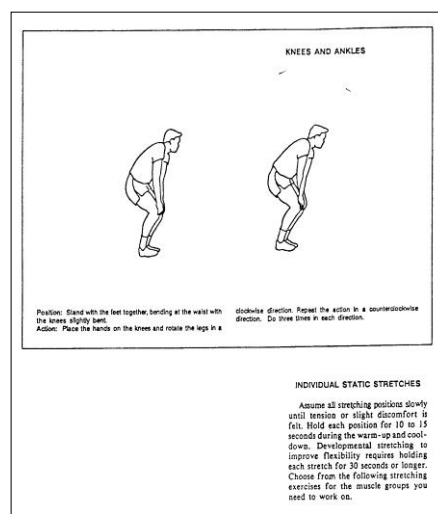 KNEES AND ANKLES
Position: Stand with the feet together, bending at the waist with
the knees slightly bent.
Action: Place the hands on the knees and rotate the legs in a
clockwise direction. Repeat the action in a counterclockwise
direction. Do three times in each direction.
INDIVIDUAL STATIC STRETCHES
Assume all stretching positions slowly
until tension or slight discomfort is
felt. Hold each position for 10 to 15
seconds during the warm-up and cool-
down. Developmental stretching to
improve flexibility requires holding
each stretch for 30 seconds or longer.
Choose from the following stretching
exercises for the muscle groups you
need to work on.